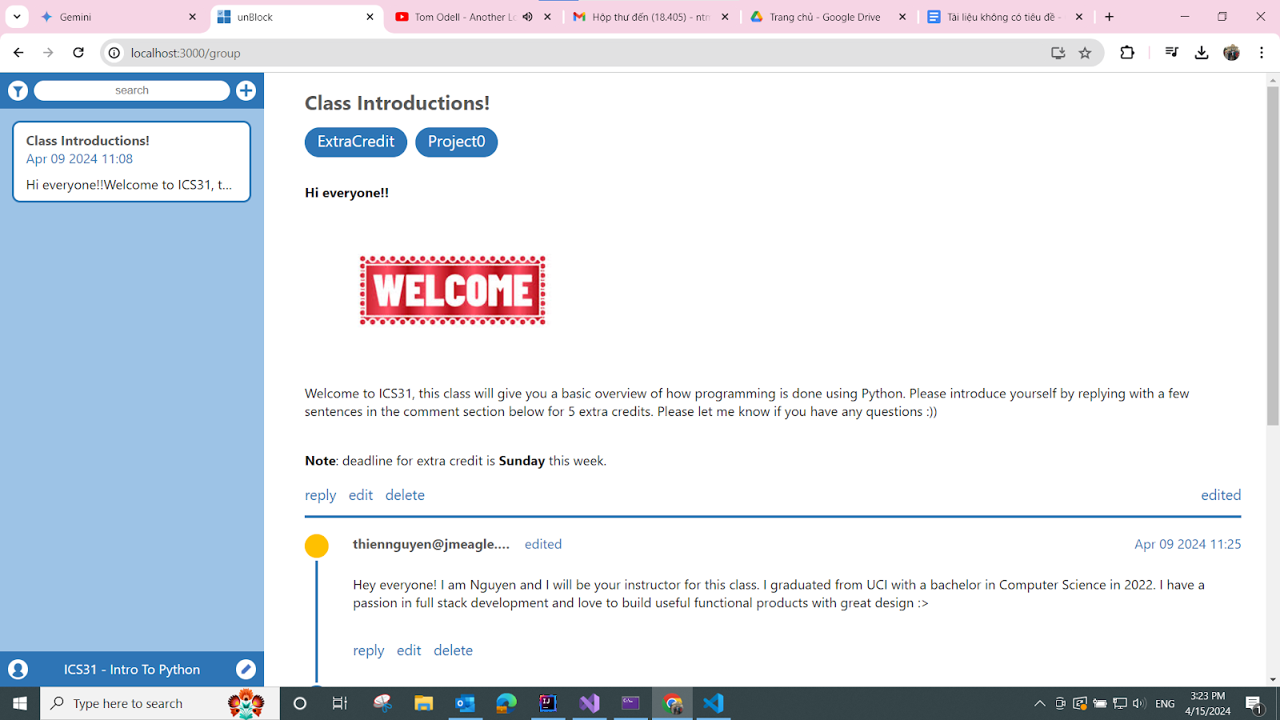 Gemini
unBlock
Tom Odell - Another Lo
Hộp thư đến (18.405) - ntn
Trang chủ - Google Drive
Tài liệu không có tiêu đề -
localhost:3000/group
search
Class Introductions!
Apr 09 2024 11:08
Hi everyone!!Welcome to ICS31, t...
ICS31 - Intro To Python
Class Introductions!
ExtraCredit Project0
Hi everyone!!
WELCOME
Welcome to ICS31, this class will give you a basic overview of how programming is done using Python. Please introduce yourself by replying with a few
sentences in the comment section below for 5 extra credits. Please let me know if you have any questions :))
Note: deadline for extra credit is Sunday this week.
reply edit delete edited
thiennguyen@jmeagle.... edited Apr 09 2024 11:25
Hey everyone! I am Nguyen and I will be your instructor for this class. I graduated from UCI with a bachelor in Computer Science in 2022. I have a
passion in full stack development and love to build useful functional products with great design :>
reply edit delete
Type here to search
ENG
3:23 PM
4/15/2024
1